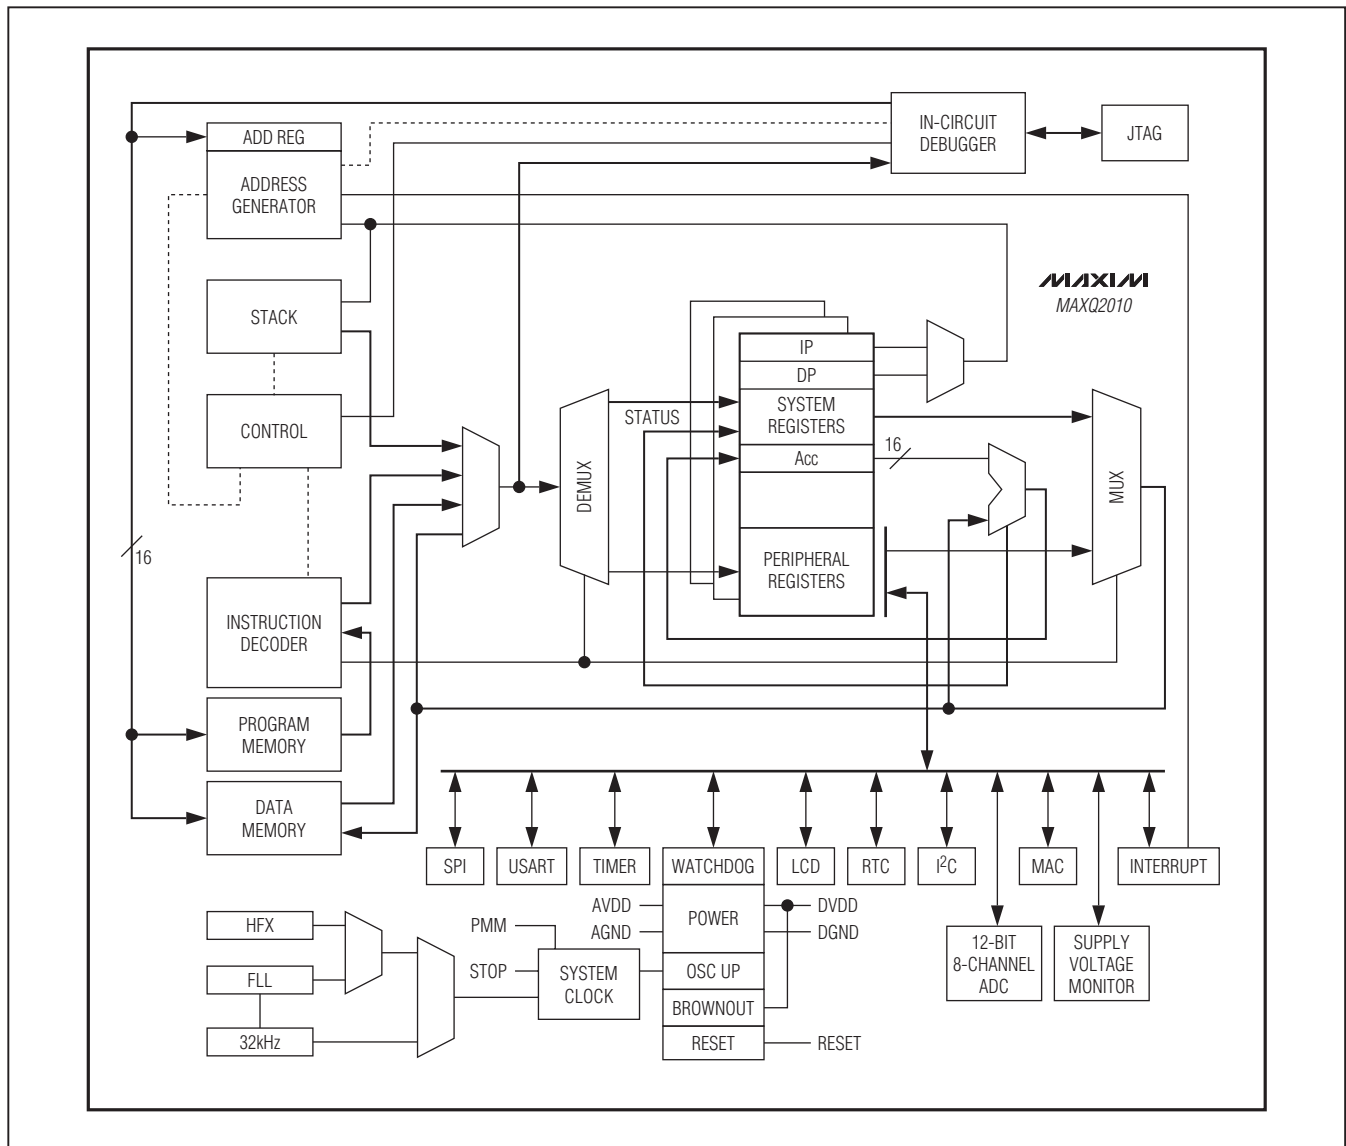 IN-CIRCUIT
DEBUGGER
JTAG
ADD REG
ADDRESS
GENERATOR
MAXIM
MAXQ2010
STACK
IP
DP
SYSTEM
REGISTERS
STATUS
CONTROL
Acc
16
DEMUX
MUX
16
PERIPHERAL
REGISTERS
INSTRUCTION
DECODER
PROGRAM
MEMORY
DATA
MEMORY
SPI
USART
TIMER
WATCHDOG
LCD
RTC
I²C
MAC
INTERRUPT
AVDD
AGND
POWER
DVDD
DGND
HFX
PMM
STOP
SYSTEM
CLOCK
OSC UP
12-BIT
8-CHANNEL
ADC
SUPPLY
VOLTAGE
MONITOR
FLL
BROWNOUT
32kHz
RESET
RESET